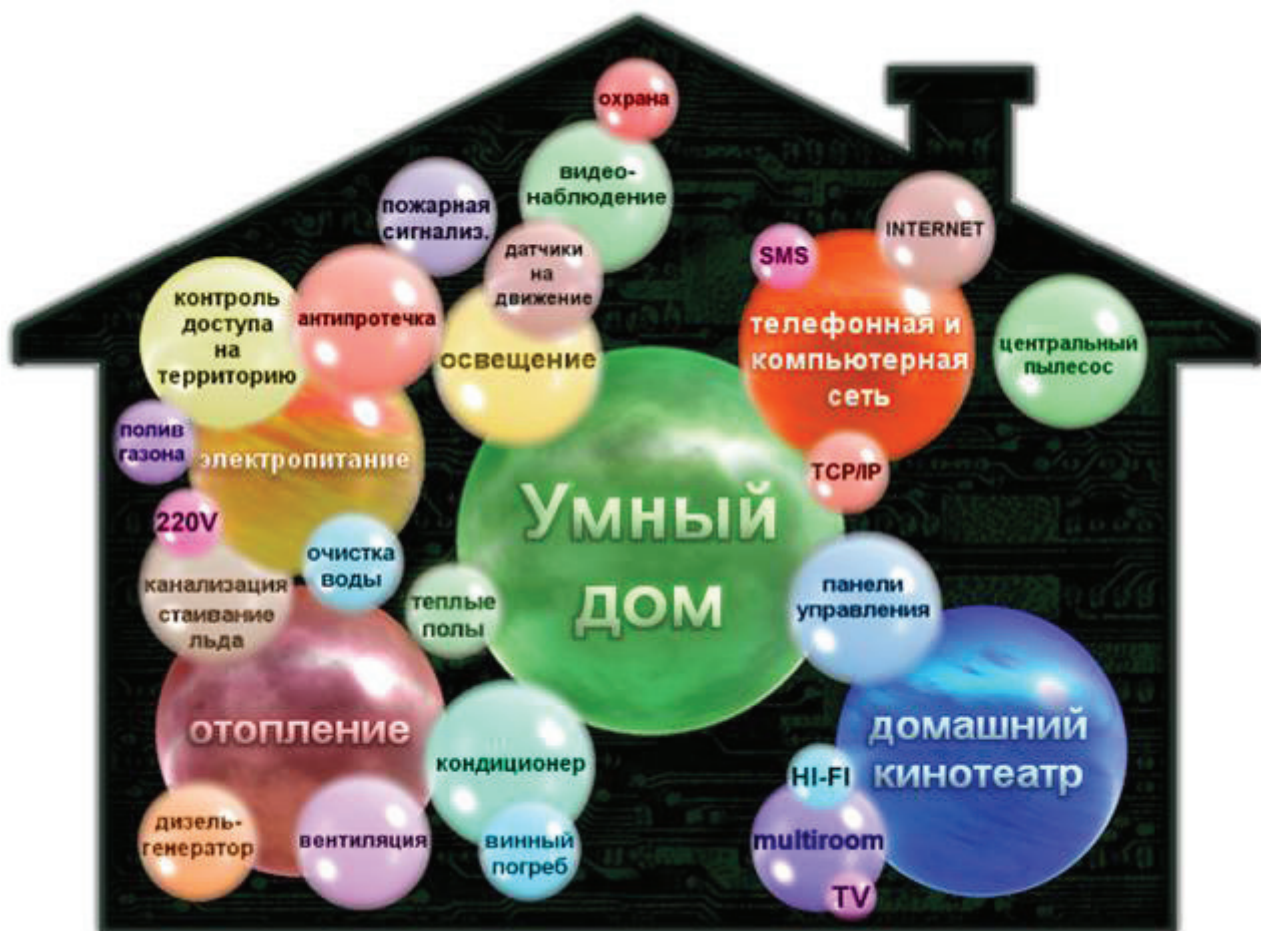 охрана
видео-
наблюдение
пожарная
сигнализ.
датчики
на
движение
SMS
INTERNET
контроль
доступа
на
территорию
антипротечка
освещение
телефонная и
компьютерная
сеть
центральный
пылесос
полив
газона
электропитание
TCP/IP
220V
Умный
дом
очистка
воды
канализация
стаивание
льда
теплые
полы
панели
управления
отопление
кондиционер
домашний
кинотеатр
HI-FI
дизель-
генератор
вентиляция
винный
погреб
multiroom
TV